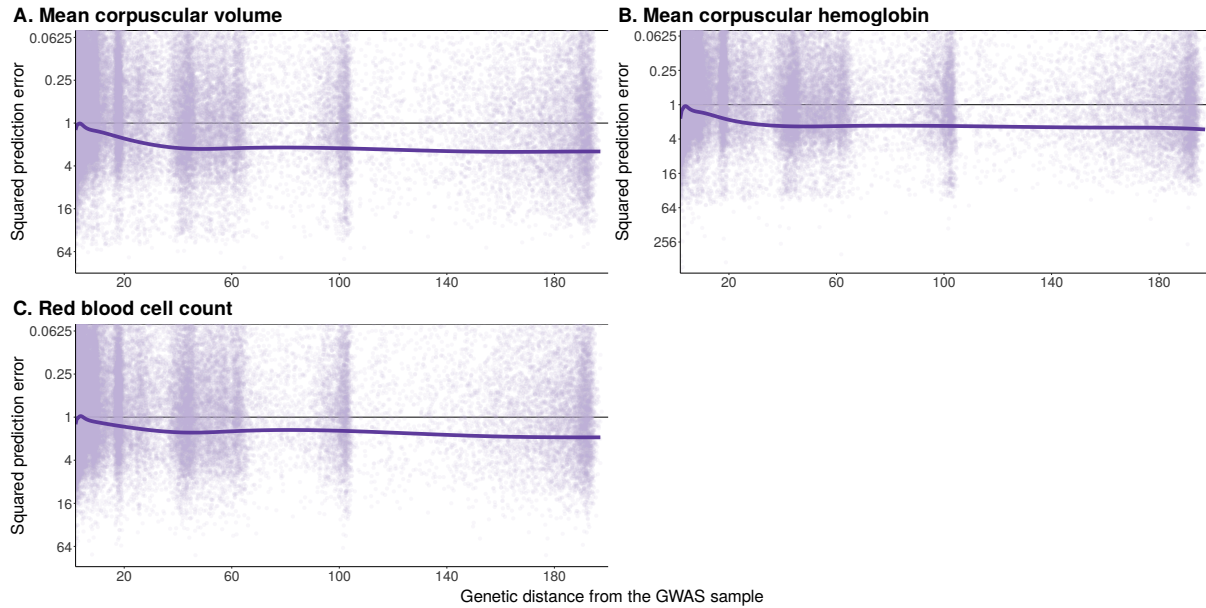 A. Mean corpuscular volume
Squared prediction error
0.0625
0.25
1
4
16
64
20 60 100 140 180
B. Mean corpuscular hemoglobin
Squared prediction error
0.0625
0.25
1
4
16
64
256
20 60 100 140 180
C. Red blood cell count
Squared prediction error
0.0625
0.25
1
4
16
64
20 60 100 140 180
Genetic distance from the GWAS sample